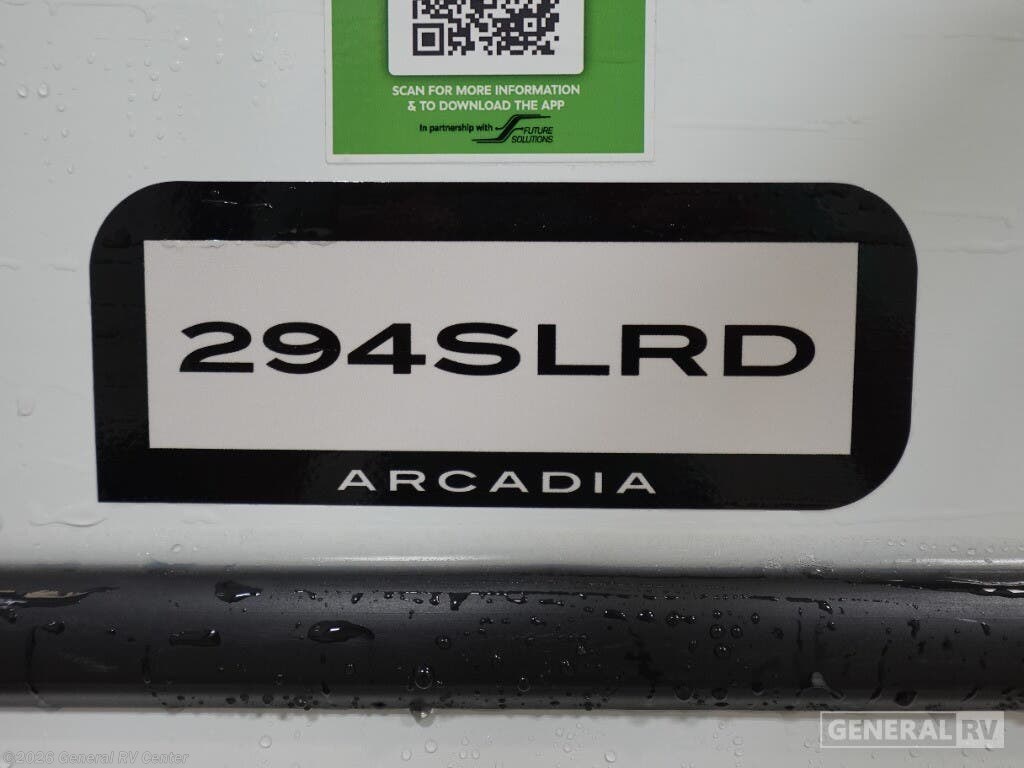 SCAN FOR MORE INFORMATION
& TO DOWNLOAD THE APP
In partnership with FUTURE
SOLUTIONS
294SLRD
ARCADIA
GENERAL RV
©2026 General RV Center